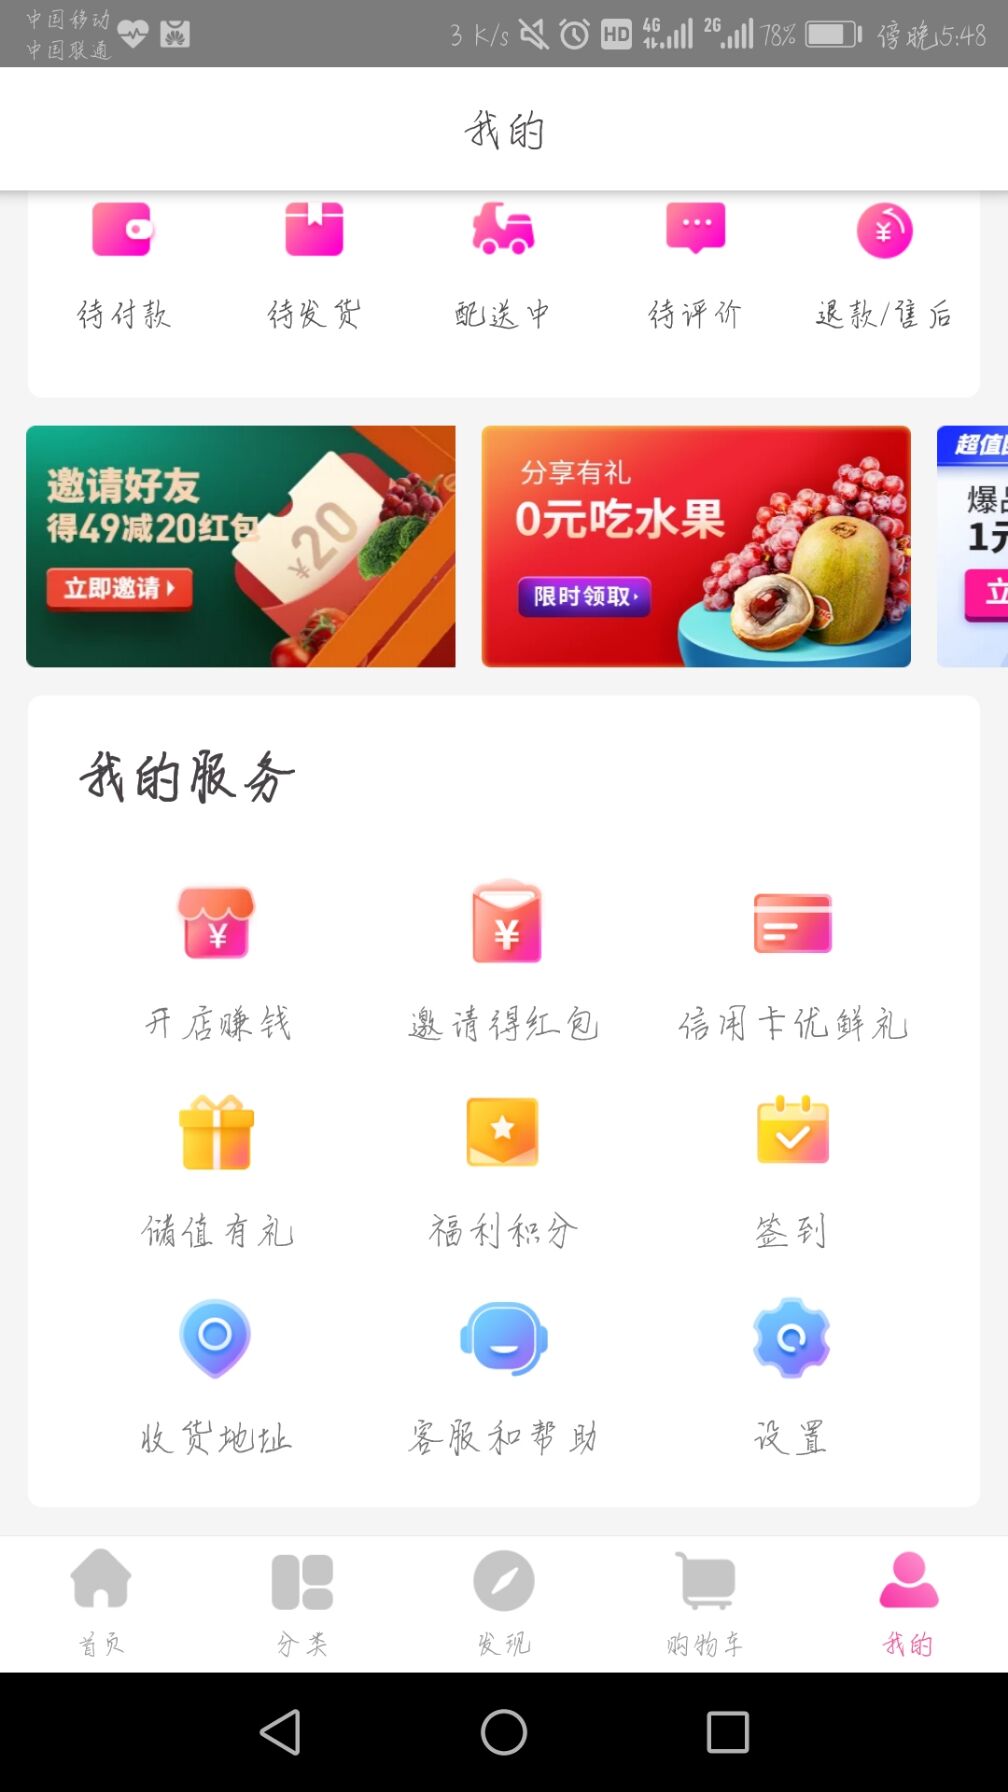 中国移动
中国联通
3 K/s HD 4G 2G 78% 傍晚5:48
我的
待付款 待发货 配送中 待评价 退款/售后
邀请好友
得49减20红包
¥20
立即邀请
分享有礼
0元吃水果
限时领取
超值
爆品
1元
立
我的服务
开店赚钱 邀请得红包 信用卡优鲜礼
储值有礼 福利积分 签到
收货地址 客服和帮助 设置
首页 分类 发现 购物车 我的